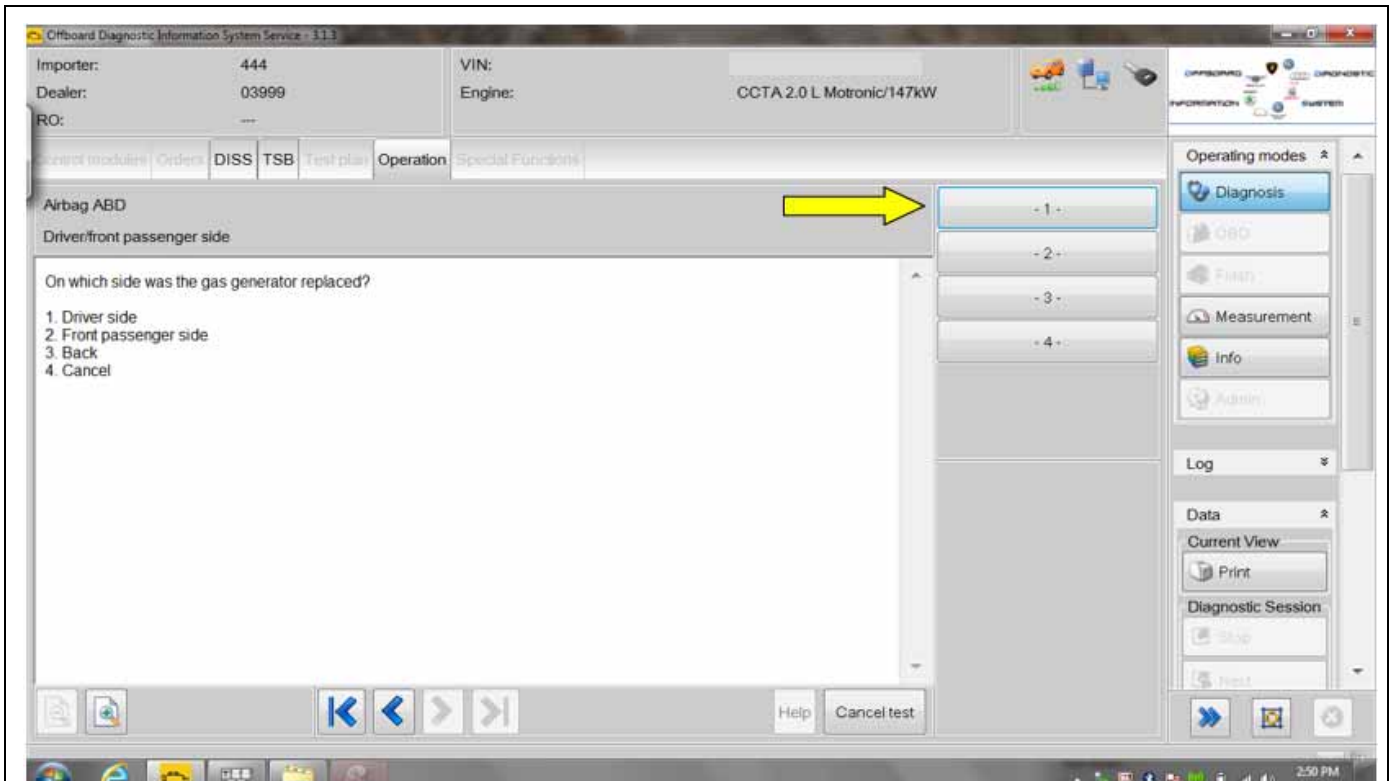 Offboard Diagnostic Information System Service - 3.1.3
Importer: 444 VIN:
Dealer: 03999 Engine: CCTA 2.0 L Motronic/147kW
RO: ---
OFFBOARD DIAGNOSTIC
INFORMATION SYSTEM
Control modules Orders DISS TSB Test plan Operation Special Functions
Airbag ABD
Driver/front passenger side
On which side was the gas generator replaced?
1. Driver side
2. Front passenger side
3. Back
4. Cancel
- 1 -
- 2 -
- 3 -
- 4 -
Help Cancel test
Operating modes
Diagnosis
OBD
Flash
Measurement
Info
Admin
Log
Data
Current View
Print
Diagnostic Session
Stop
Next
2:50 PM